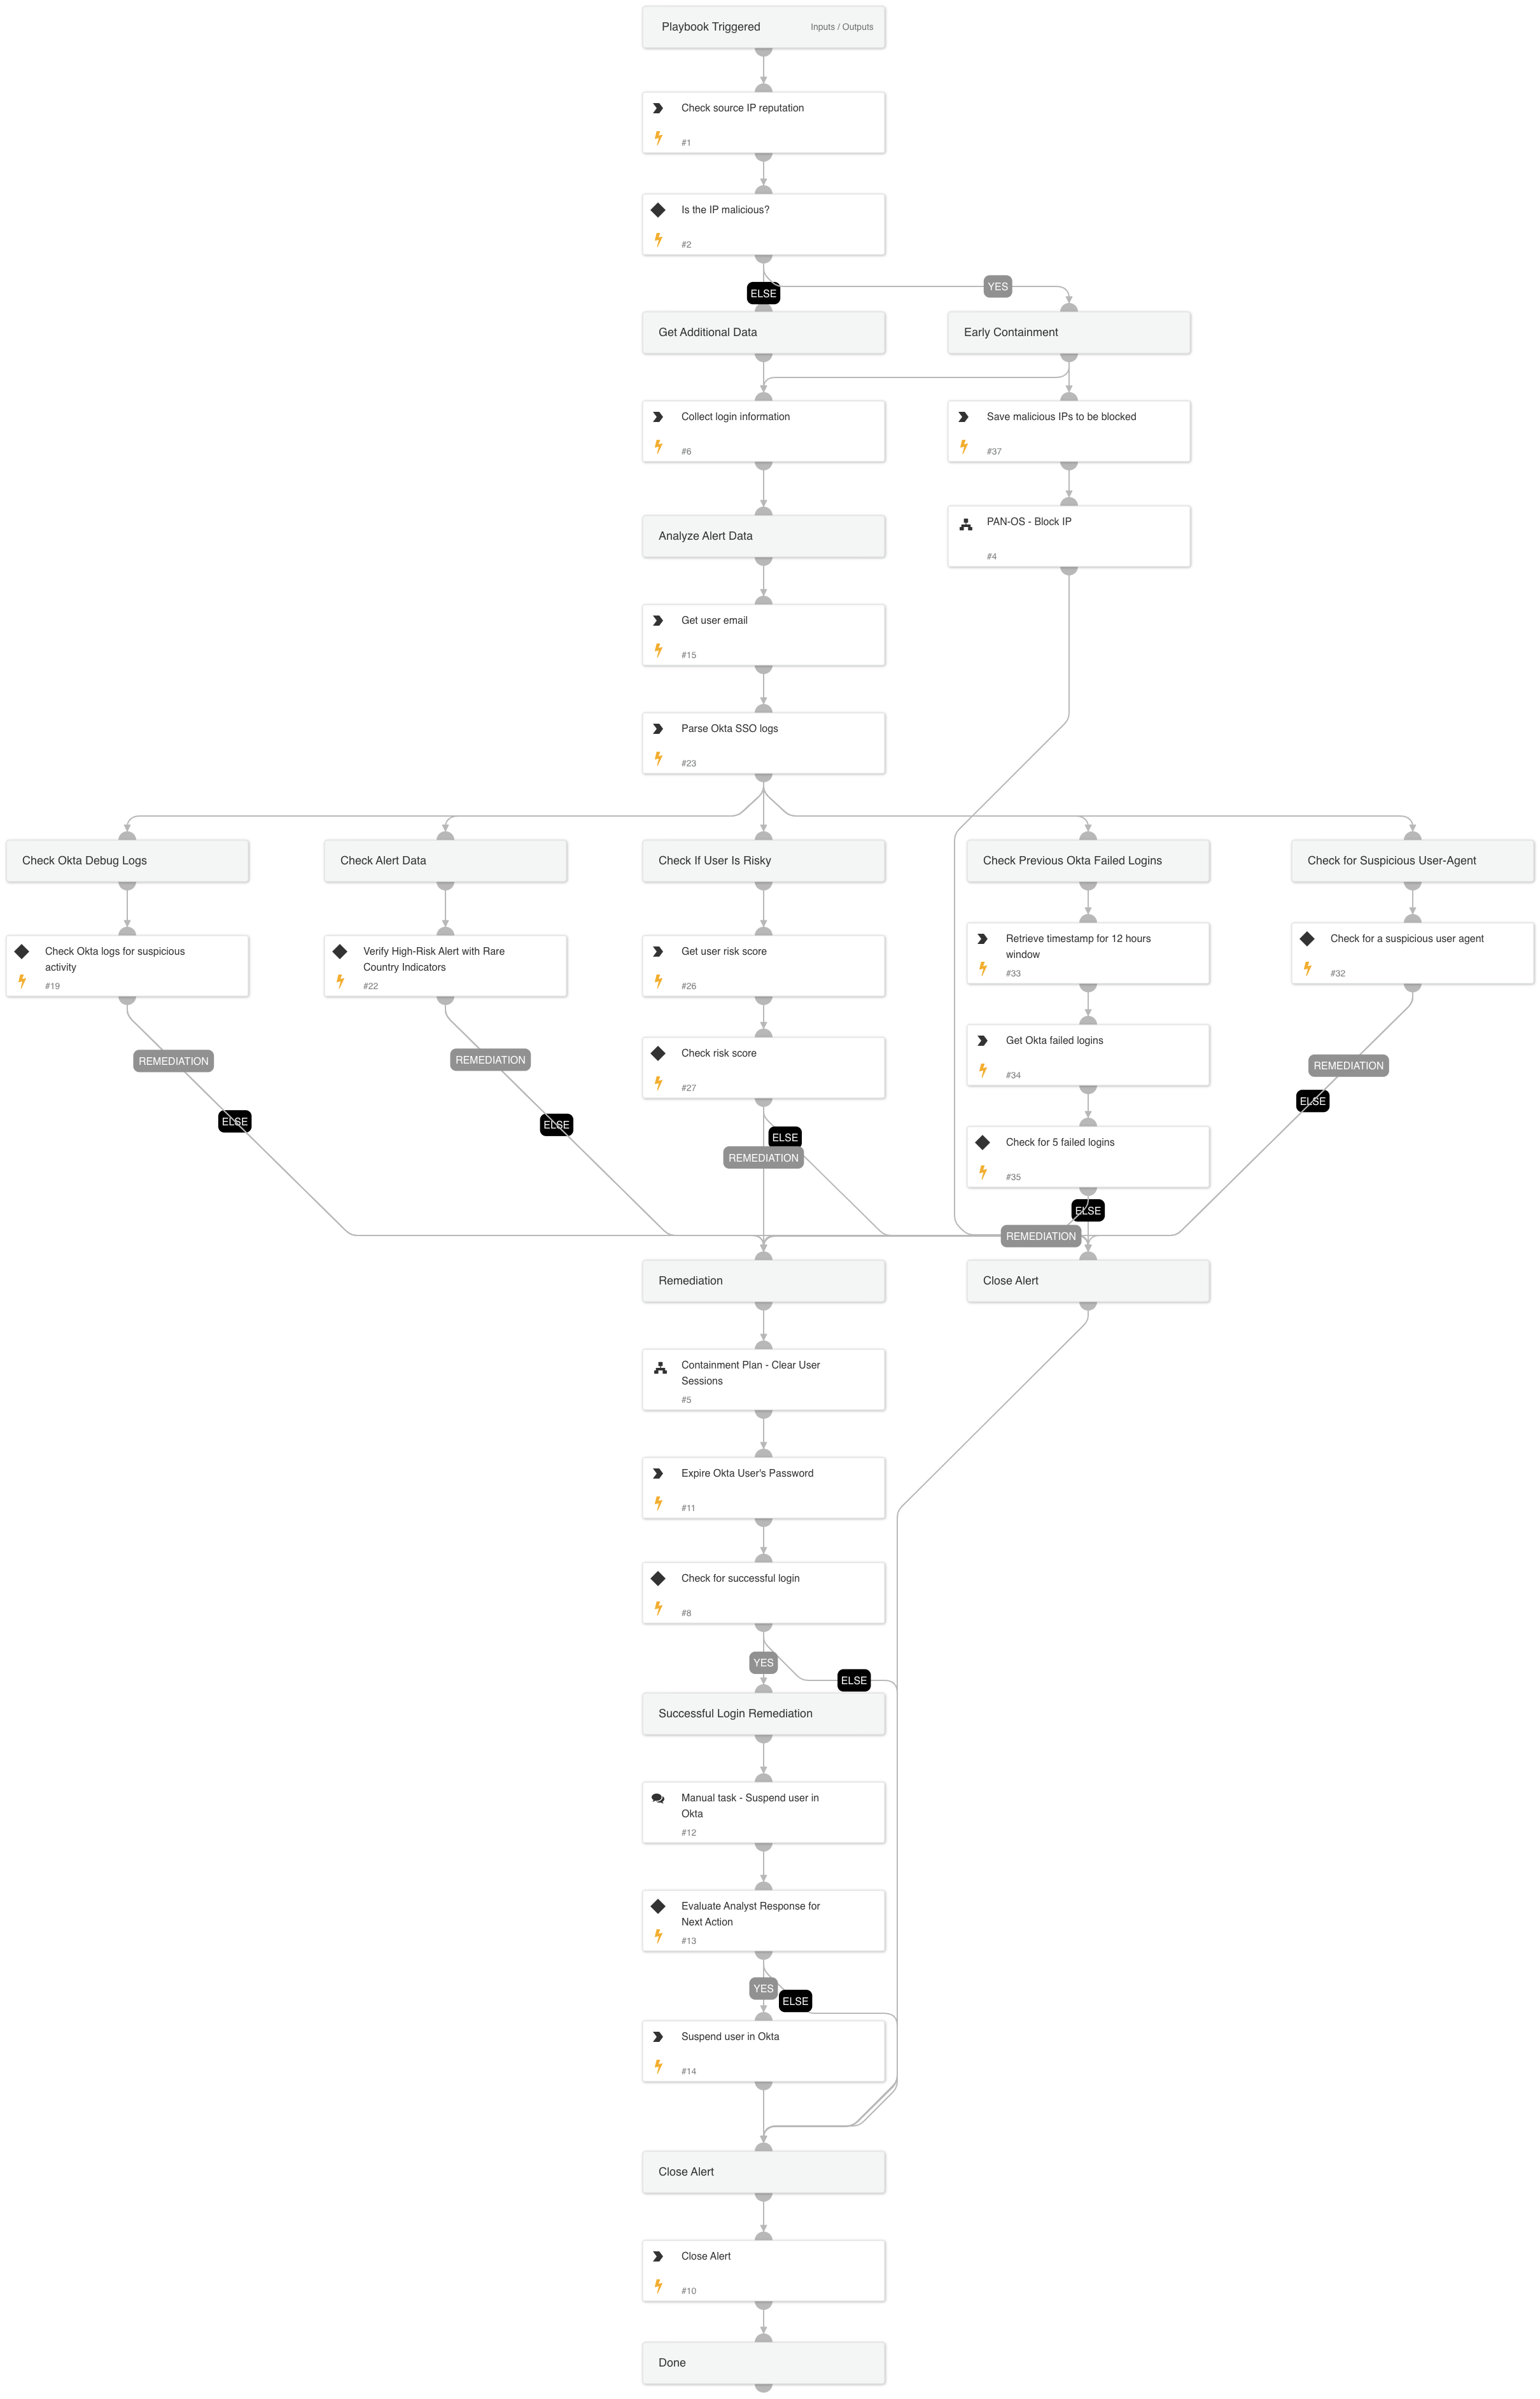 Playbook Triggered
Inputs / Outputs
Check source IP reputation
#1
Is the IP malicious?
#2
ELSE
YES
Get Additional Data
Early Containment
Collect login information
#6
Save malicious IPs to be blocked
#37
Analyze Alert Data
PAN-OS - Block IP
#4
Get user email
#15
Parse Okta SSO logs
#23
Check Okta Debug Logs
Check Alert Data
Check If User Is Risky
Check Previous Okta Failed Logins
Check for Suspicious User-Agent
Check Okta logs for suspicious
activity
#19
Verify High-Risk Alert with Rare
Country Indicators
#22
Get user risk score
#26
Retrieve timestamp for 12 hours
window
#33
Check for a suspicious user agent
#32
Check risk score
#27
Get Okta failed logins
#34
REMEDIATION
REMEDIATION
REMEDIATION
ELSE
ELSE
ELSE
ELSE
REMEDIATION
Check for 5 failed logins
#35
ELSE
REMEDIATION
Remediation
Close Alert
Containment Plan - Clear User
Sessions
#5
Expire Okta User's Password
#11
Check for successful login
#8
YES
ELSE
Successful Login Remediation
Manual task - Suspend user in
Okta
#12
Evaluate Analyst Response for
Next Action
#13
YES
ELSE
Suspend user in Okta
#14
Close Alert
Close Alert
#10
Done